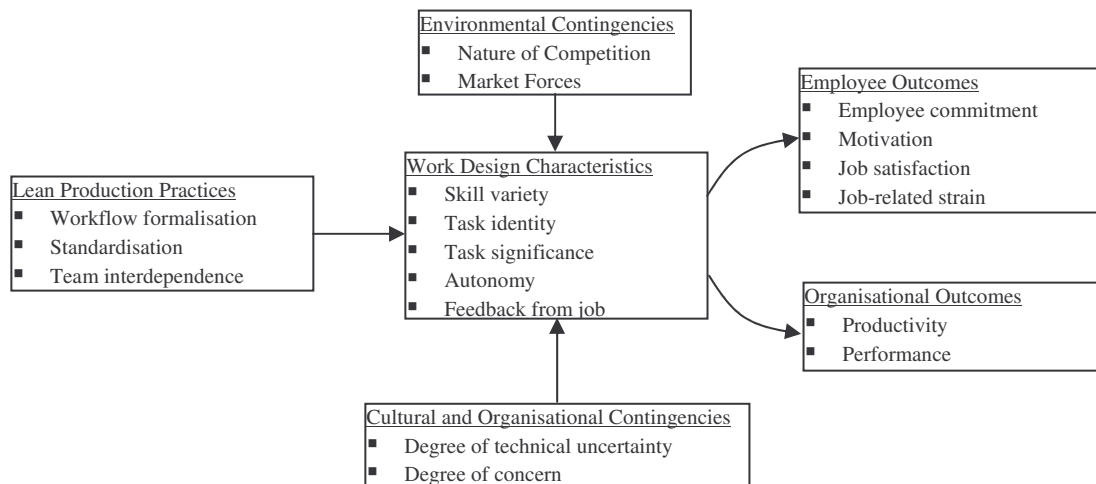 Environmental Contingencies
▪ Nature of Competition
▪ Market Forces
Employee Outcomes
▪ Employee commitment
▪ Motivation
▪ Job satisfaction
▪ Job-related strain
Work Design Characteristics
▪ Skill variety
▪ Task identity
▪ Task significance
▪ Autonomy
▪ Feedback from job
Lean Production Practices
▪ Workflow formalisation
▪ Standardisation
▪ Team interdependence
Organisational Outcomes
▪ Productivity
▪ Performance
Cultural and Organisational Contingencies
▪ Degree of technical uncertainty
▪ Degree of concern